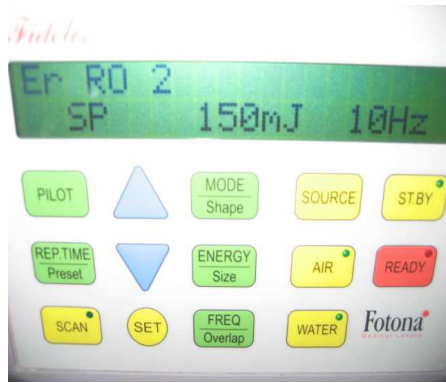 Fidelis
Er RO 2
SP 150mJ 10Hz
PILOT
MODE
Shape
SOURCE
ST.BY
REP.TIME
Preset
ENERGY
Size
AIR
READY
SCAN
SET
FREQ
Overlap
WATER
Fotona
Medical Lasers